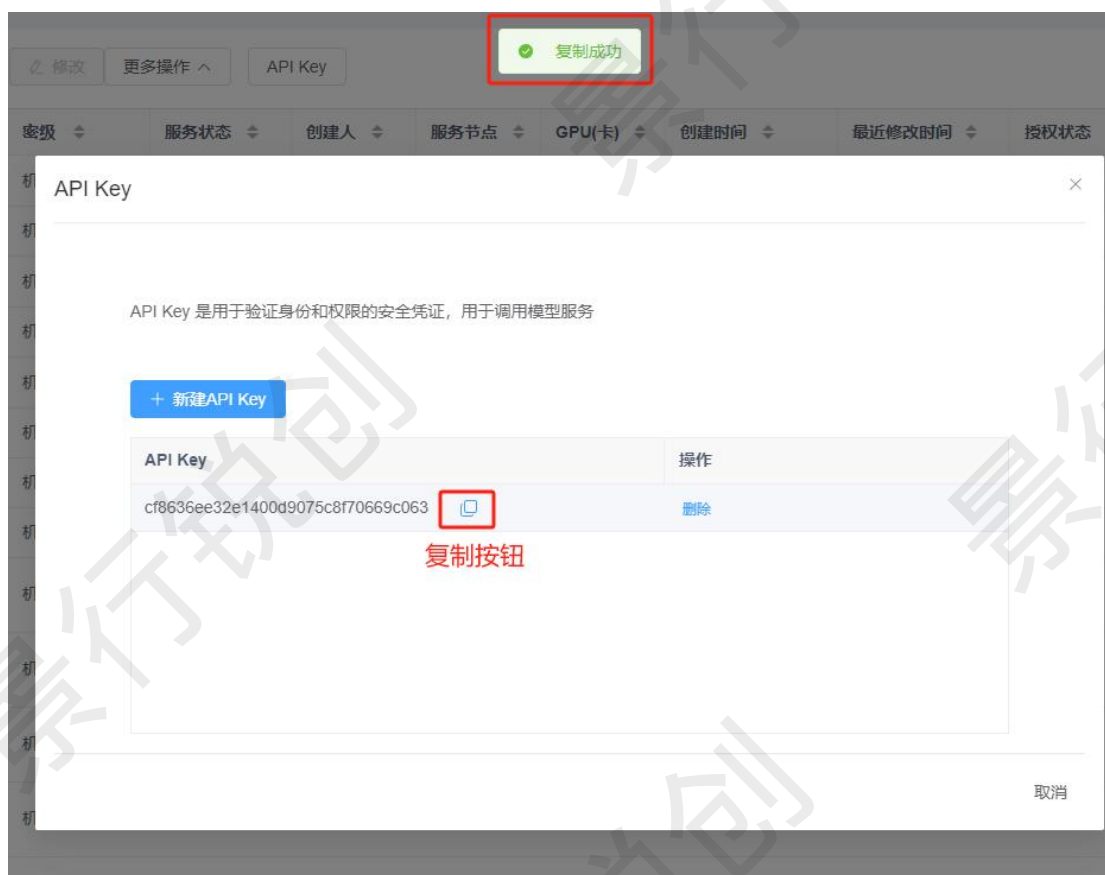 复制成功
修改 更多操作 API Key
密级 服务状态 创建人 服务节点 GPU(卡) 创建时间 最近修改时间 授权状态
API Key
API Key 是用于验证身份和权限的安全凭证，用于调用模型服务
+ 新建API Key
API Key 操作
cf8636ee32e1400d9075c8f70669c063 删除
复制按钮
取消
景行锐创